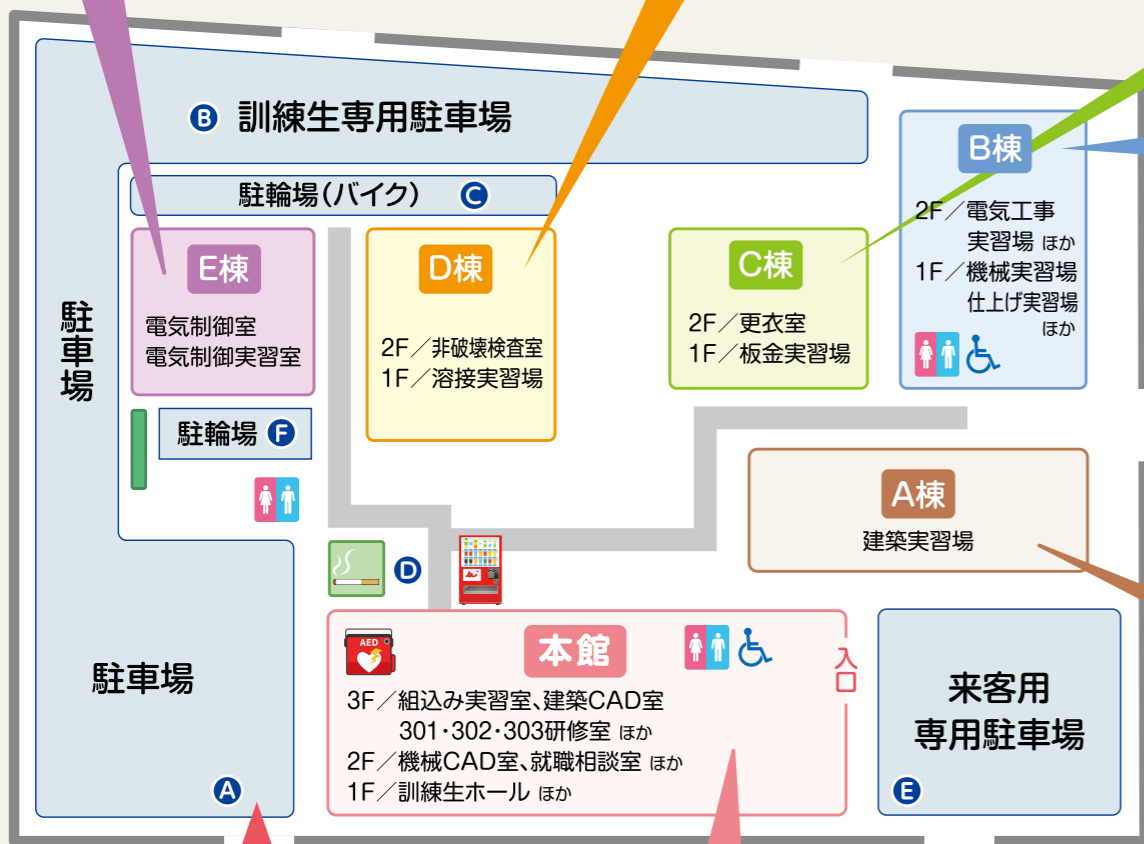 B 訓練生専用駐車場
駐輪場(バイク) C
駐車場
E棟
電気制御室
電気制御実習室
D棟
2F/非破壊検査室
1F/溶接実習場
C棟
2F/更衣室
1F/板金実習場
B棟
2F/電気工事
実習場 ほか
1F/機械実習場
仕上げ実習場
ほか
駐輪場 F
A棟
建築実習場
D
駐車場
A
AED
本館
入口
3F/組込み実習室、建築CAD室
301・302・303研修室 ほか
2F/機械CAD室、就職相談室 ほか
1F/訓練生ホール ほか
来客用
専用駐車場
E